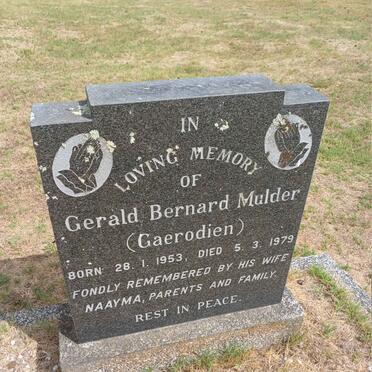 IN
LOVING MEMORY
OF
Gerald Bernard Mulder
(Gaerodien)
BORN 28. 1. 1953, DIED 5. 3. 1979
FONDLY REMEMBERED BY HIS WIFE
NAAYMA, PARENTS AND FAMILY.
REST IN PEACE.